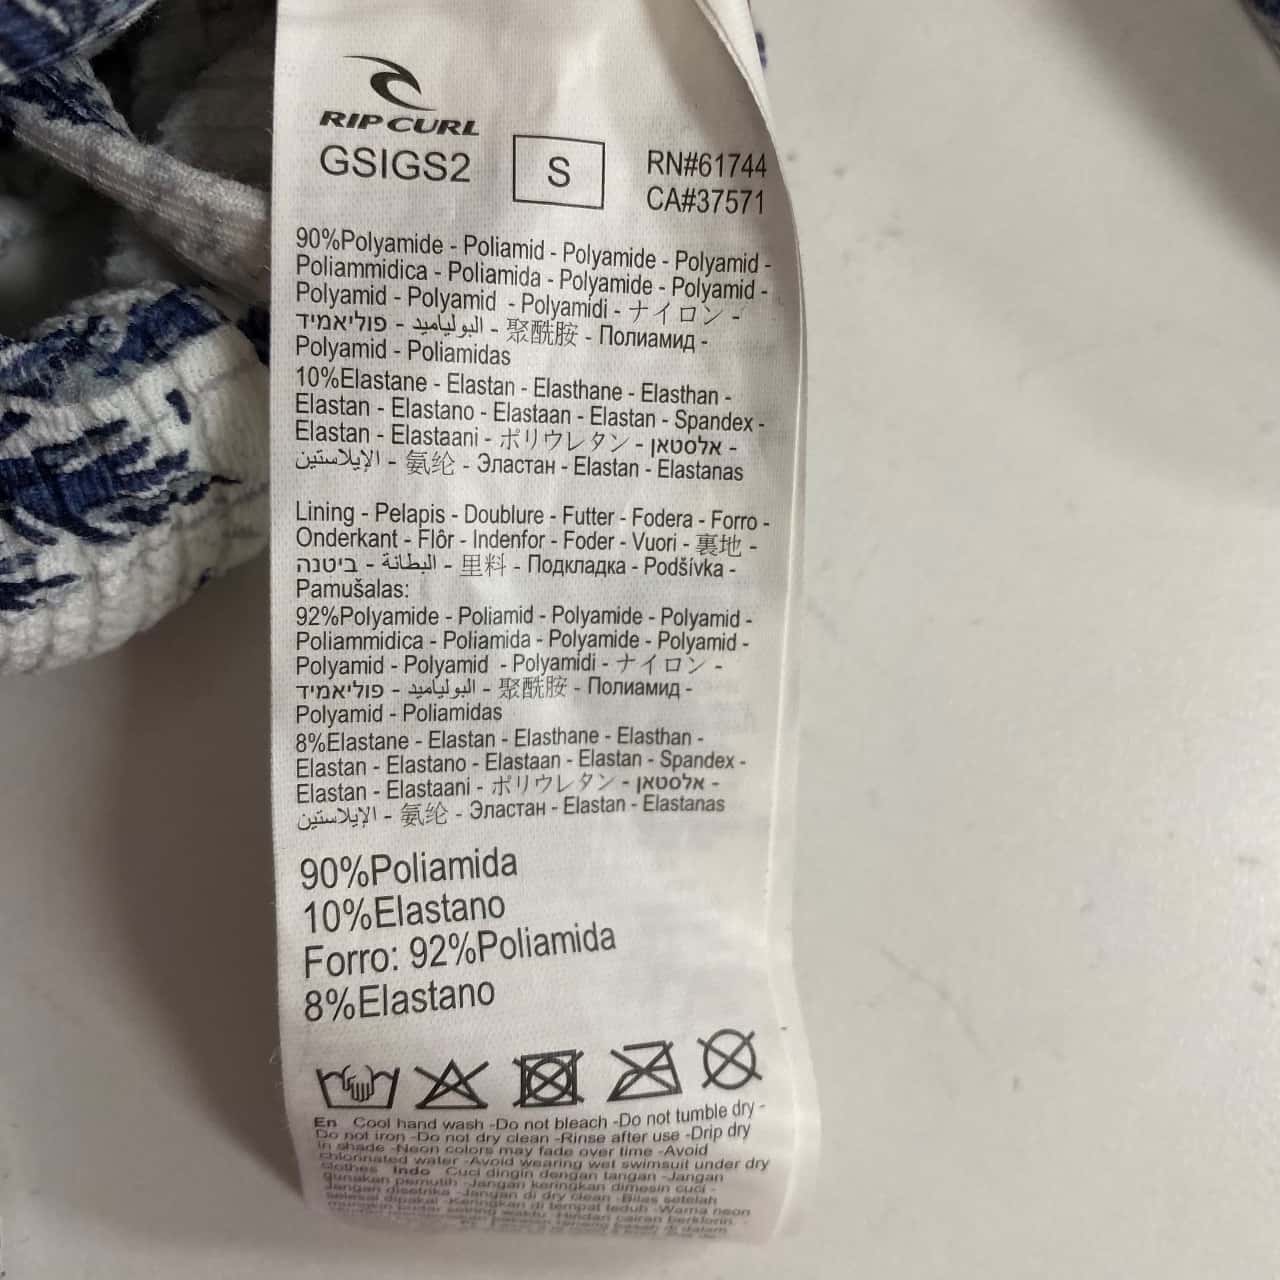 RIP CURL
GSIGS2
S
RN#61744
CA#37571
90%Polyamide - Poliamid - Polyamide - Polyamid -
Poliammidica - Poliamida - Polyamide - Polyamid -
Polyamid - Polyamid - Polyamidi - ナイロン -
פוליאמיד - البولياميد - 聚酰胺 - Полиамид -
Polyamid - Poliamidas
10%Elastane - Elastan - Elasthane - Elasthan -
Elastan - Elastano - Elastaan - Elastan - Spandex -
Elastan - Elastaani - ポリウレタン - אלסטאן -
الإيلاستين - 氨纶 - Эластан - Elastan - Elastanas
Lining - Pelapis - Doublure - Futter - Fodera - Forro -
Onderkant - Flôr - Indenfor - Foder - Vuori - 裏地 -
ביטנה - البطانة - 里料 - Подкладка - Podšívka -
Pamušalas:
92%Polyamide - Poliamid - Polyamide - Polyamid -
Poliammidica - Poliamida - Polyamide - Polyamid -
Polyamid - Polyamid - Polyamidi - ナイロン -
פוליאמיד - البولياميد - 聚酰胺 - Полиамид -
Polyamid - Poliamidas
8%Elastane - Elastan - Elasthane - Elasthan -
Elastan - Elastano - Elastaan - Elastan - Spandex -
Elastan - Elastaani - ポリウレタン - אלסטאן -
الإيلاستين - 氨纶 - Эластан - Elastan - Elastanas
90%Poliamida
10%Elastano
Forro: 92%Poliamida
8%Elastano
En Cool hand wash -Do not bleach -Do not tumble dry -
Do not iron -Do not dry clean -Rinse after use -Drip dry
in shade -Neon colors may fade over time -Avoid
chlorinated water -Avoid wearing wet swimsuit under dry
clothes Indo Cuci dingin dengan tangan -Jangan
gunakan pemutih -Jangan keringkan dimesin cuci -
Jangan disetrika -Jangan di dry clean -Bilas setelah
selesai dipakai -Keringkan di tempat teduh -Warna neon